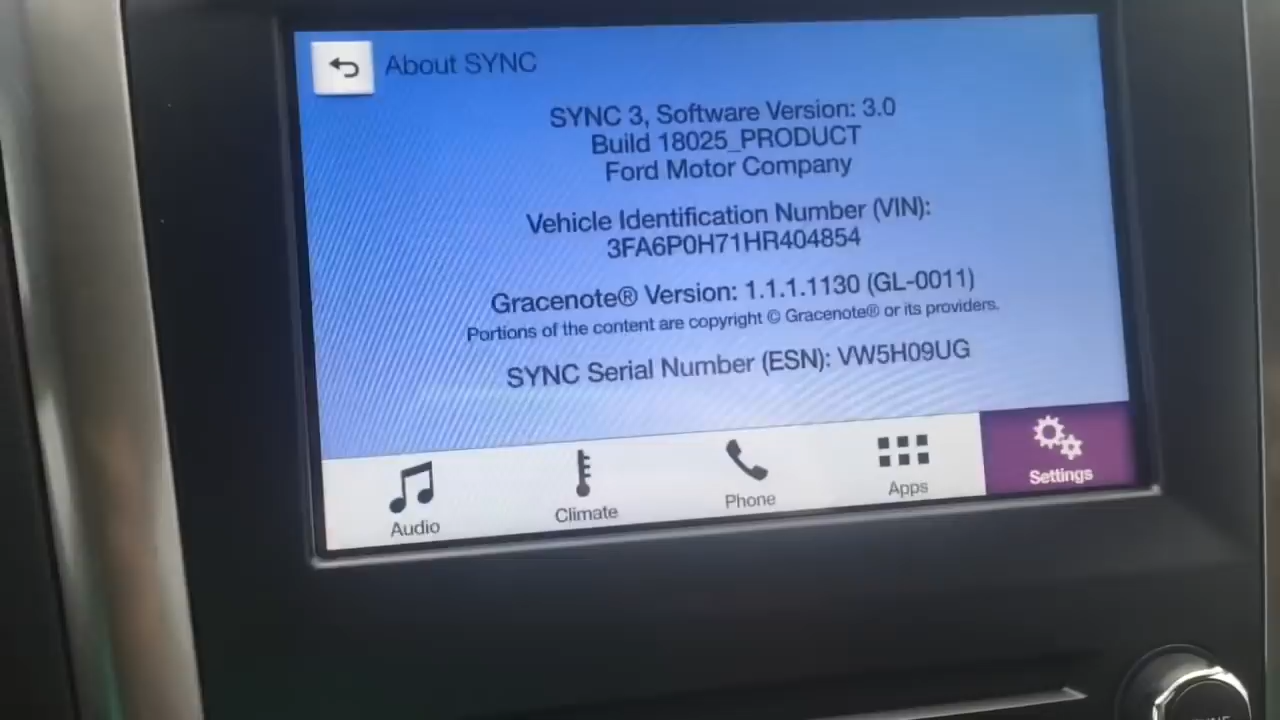 About SYNC
SYNC 3, Software Version: 3.0
Build 18025_PRODUCT
Ford Motor Company
Vehicle Identification Number (VIN):
3FA6P0H71HR404854
Gracenote® Version: 1.1.1.1130 (GL-0011)
Portions of the content are copyright © Gracenote® or its providers.
SYNC Serial Number (ESN): VW5H09UG
Audio
Climate
Phone
Apps
Settings